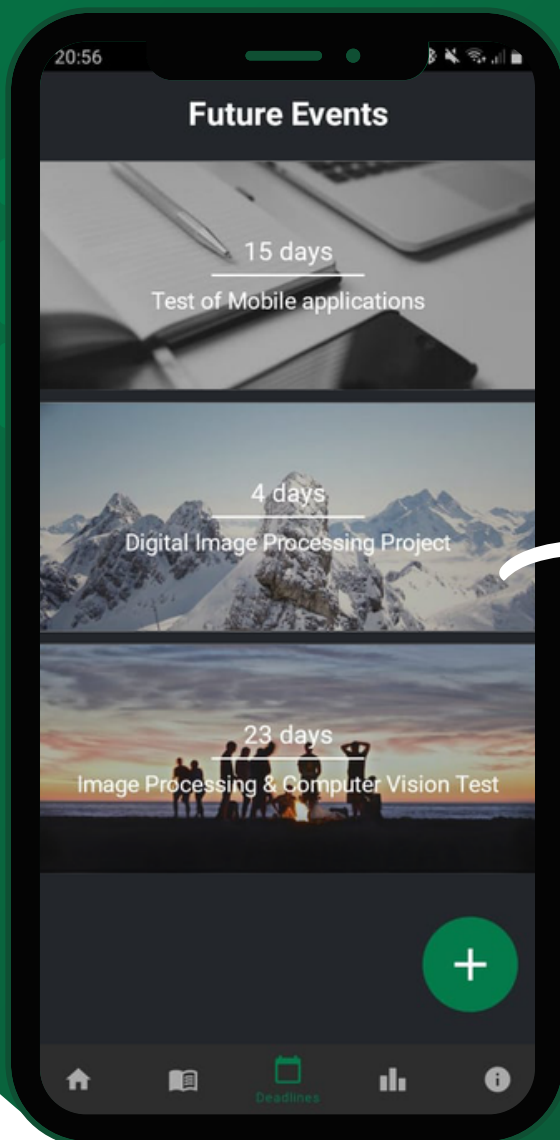 20:56
Future Events
15 days
Test of Mobile applications
4 days
Digital Image Processing Project
23 days
Image Processing & Computer Vision Test
+
Deadlines